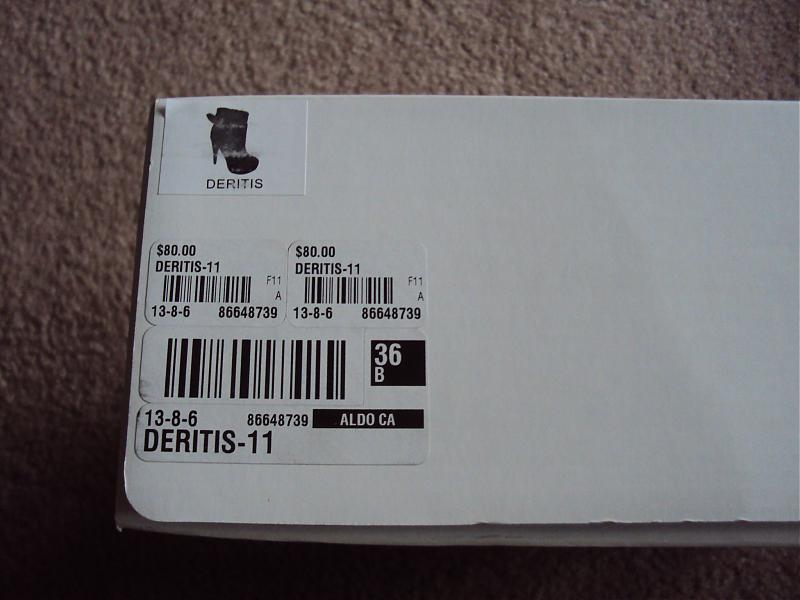 DERITIS
$80.00
DERITIS-11
F11
A
13-8-6 86648739
$80.00
DERITIS-11
F11
A
13-8-6 86648739
36
B
13-8-6 86648739 ALDO CA
DERITIS-11